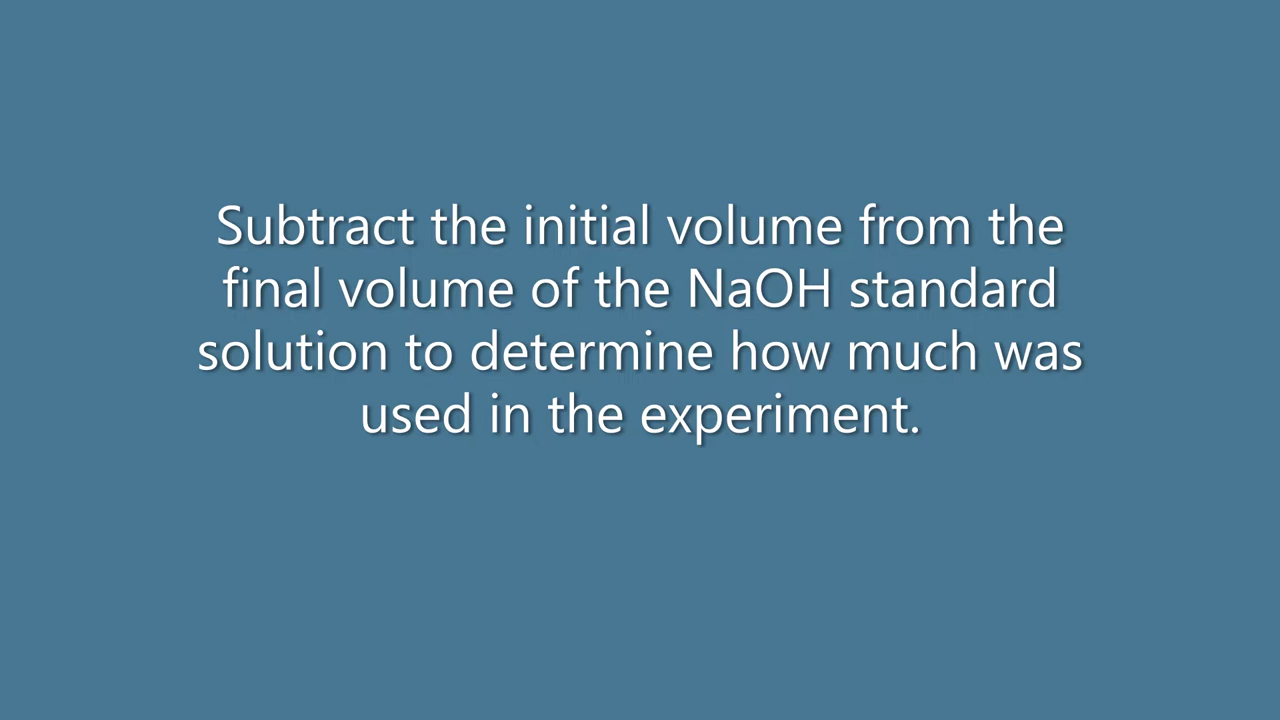 Subtract the initial volume from the
final volume of the NaOH standard
solution to determine how much was
used in the experiment.